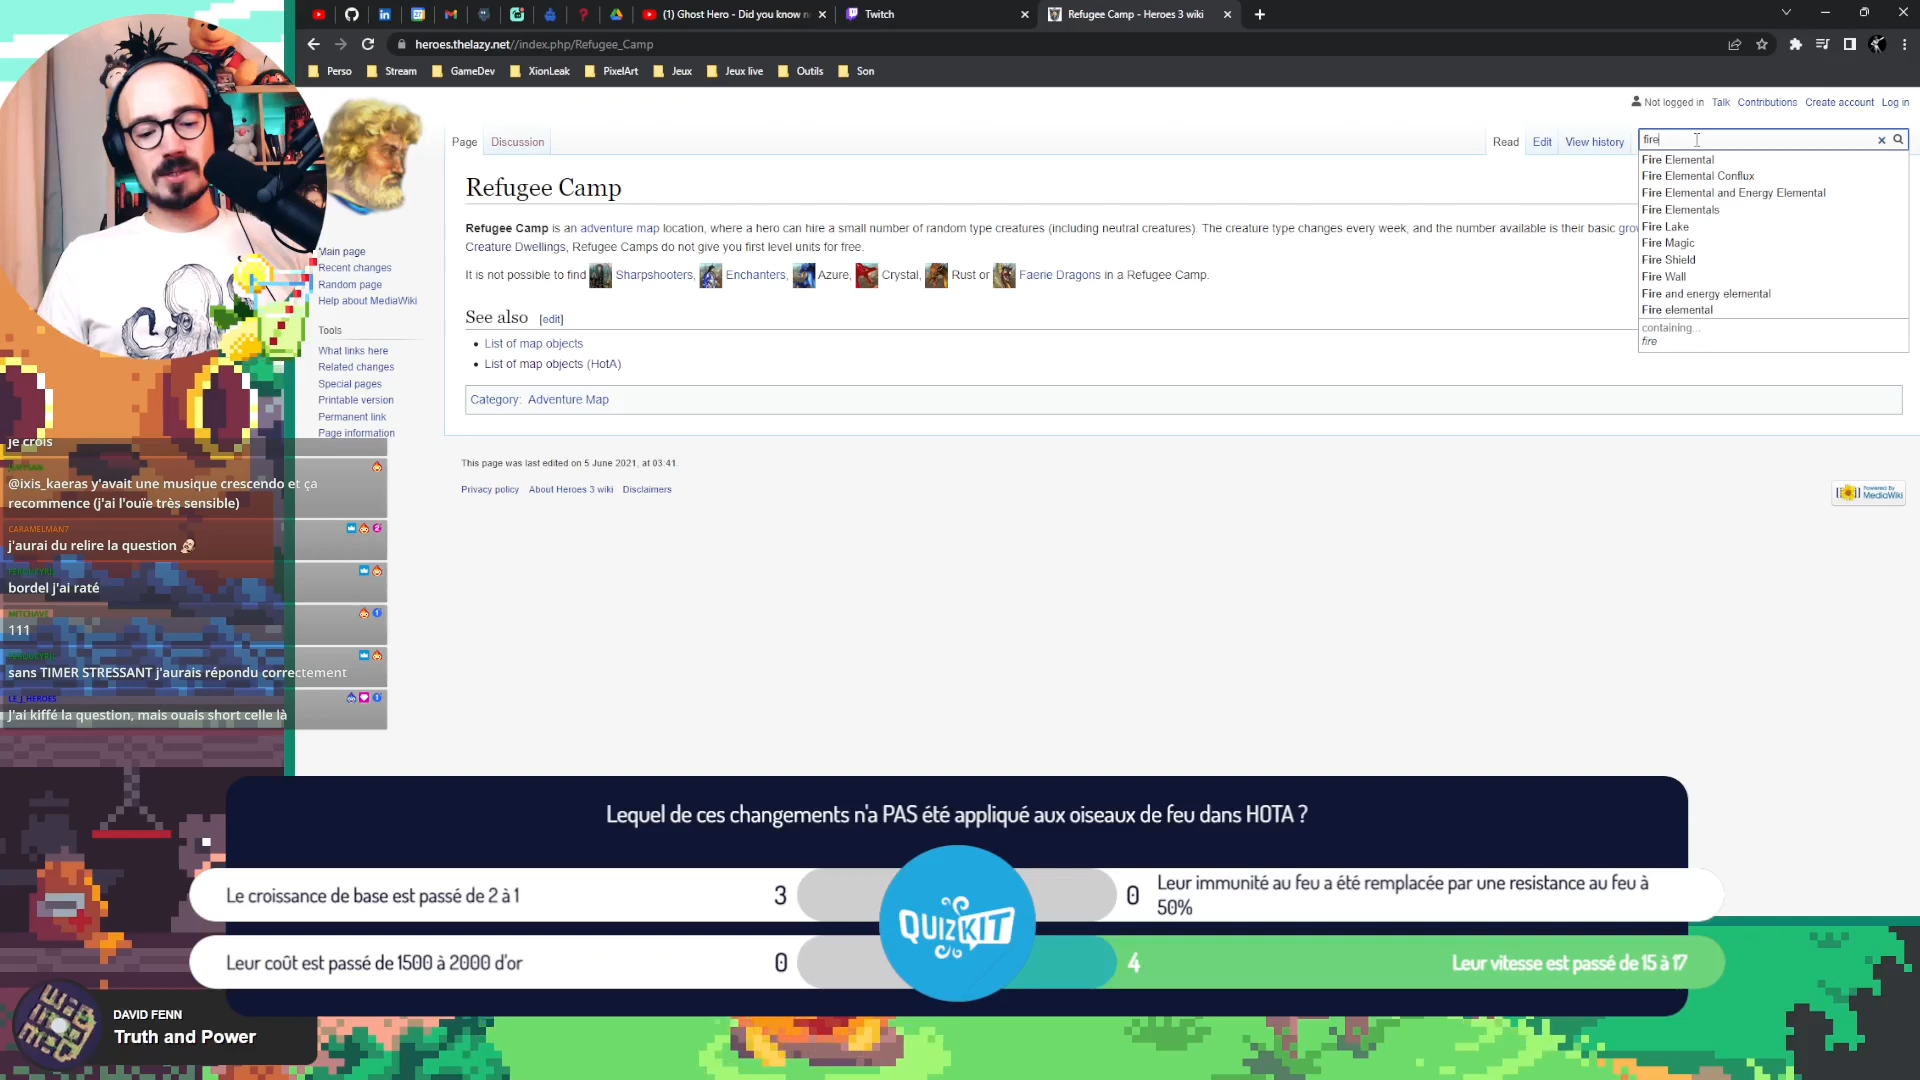 (1) Ghost Hero - Did you know n
Twitch
Refugee Camp - Heroes 3 wiki
heroes.thelazy.net//index.php/Refugee_Camp
Perso
Stream
GameDev
XionLeak
PixelArt
Jeux
Jeux live
Outils
Son
Not logged in Talk Contributions Create account Log in
Page Discussion
Read Edit View history
fire
Fire Elemental
Fire Elemental Conflux
Fire Elemental and Energy Elemental
Fire Elementals
Fire Lake
Fire Magic
Fire Shield
Fire Wall
Fire and energy elemental
Fire elemental
containing...
fire
Refugee Camp
Refugee Camp is an adventure map location, where a hero can hire a small number of random type creatures (including neutral creatures). The creature type changes every week, and the number available is their basic grow
Creature Dwellings, Refugee Camps do not give you first level units for free.
It is not possible to find Sharpshooters, Enchanters, Azure, Crystal, Rust or Faerie Dragons in a Refugee Camp.
See also [edit]
List of map objects
List of map objects (HotA)
Category: Adventure Map
This page was last edited on 5 June 2021, at 03:41.
Privacy policy About Heroes 3 wiki Disclaimers
Powered By
MediaWiki
Main page
Recent changes
Random page
Help about MediaWiki
Tools
What links here
Related changes
Special pages
Printable version
Permanent link
Page information
je crois
@ixis_kaeras y'avait une musique crescendo et ça
recommence (j'ai l'ouïe très sensible)
CARAMELMAN7
j'aurai du relire la question
bordel j'ai raté
MITCHAVE
111
sans TIMER STRESSANT j'aurais répondu correctement
LE_J_HEROES
J'ai kiffé la question, mais ouais short celle là
Lequel de ces changements n'a PAS été appliqué aux oiseaux de feu dans HOTA ?
Le croissance de base est passé de 2 à 1
3
0
Leur immunité au feu a été remplacée par une resistance au feu à
50%
Leur coût est passé de 1500 à 2000 d'or
0
4
Leur vitesse est passé de 15 à 17
QUIZKIT
DAVID FENN
Truth and Power